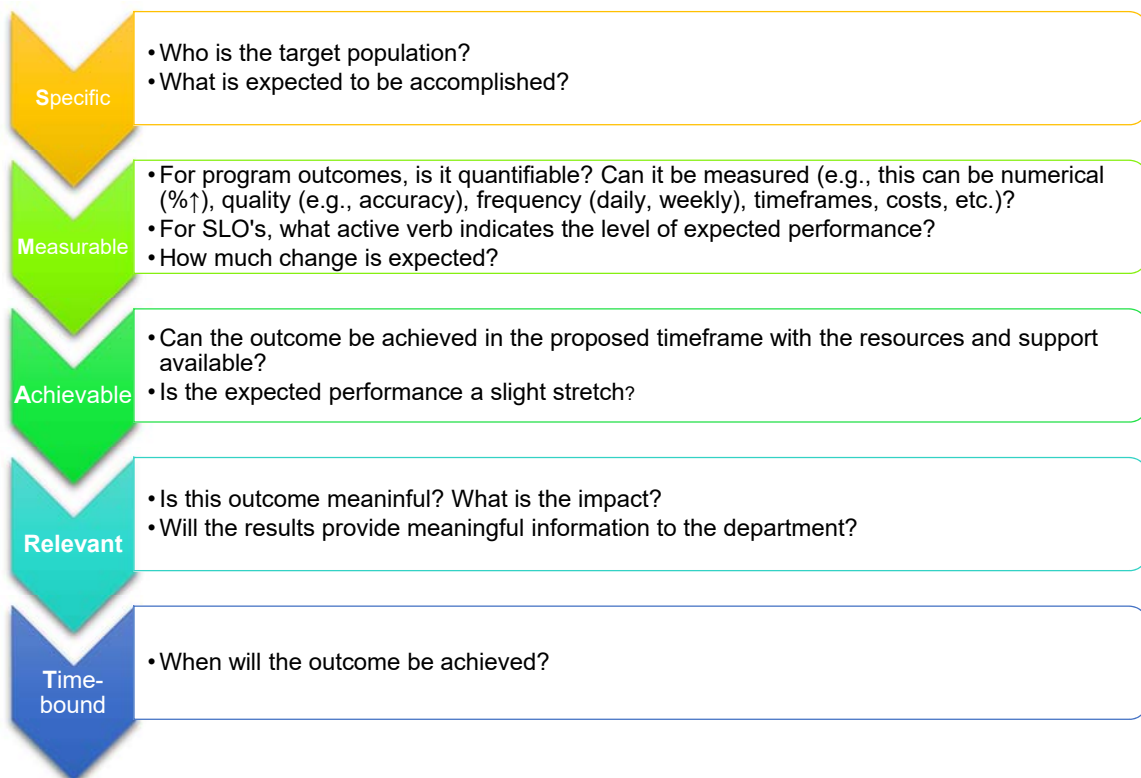 Specific
• Who is the target population?
• What is expected to be accomplished?
Measurable
• For program outcomes, is it quantifiable? Can it be measured (e.g., this can be numerical
(%↑), quality (e.g., accuracy), frequency (daily, weekly), timeframes, costs, etc.)?
• For SLO's, what active verb indicates the level of expected performance?
• How much change is expected?
Achievable
• Can the outcome be achieved in the proposed timeframe with the resources and support
available?
• Is the expected performance a slight stretch?
Relevant
• Is this outcome meaninful? What is the impact?
• Will the results provide meaningful information to the department?
Time-
bound
• When will the outcome be achieved?